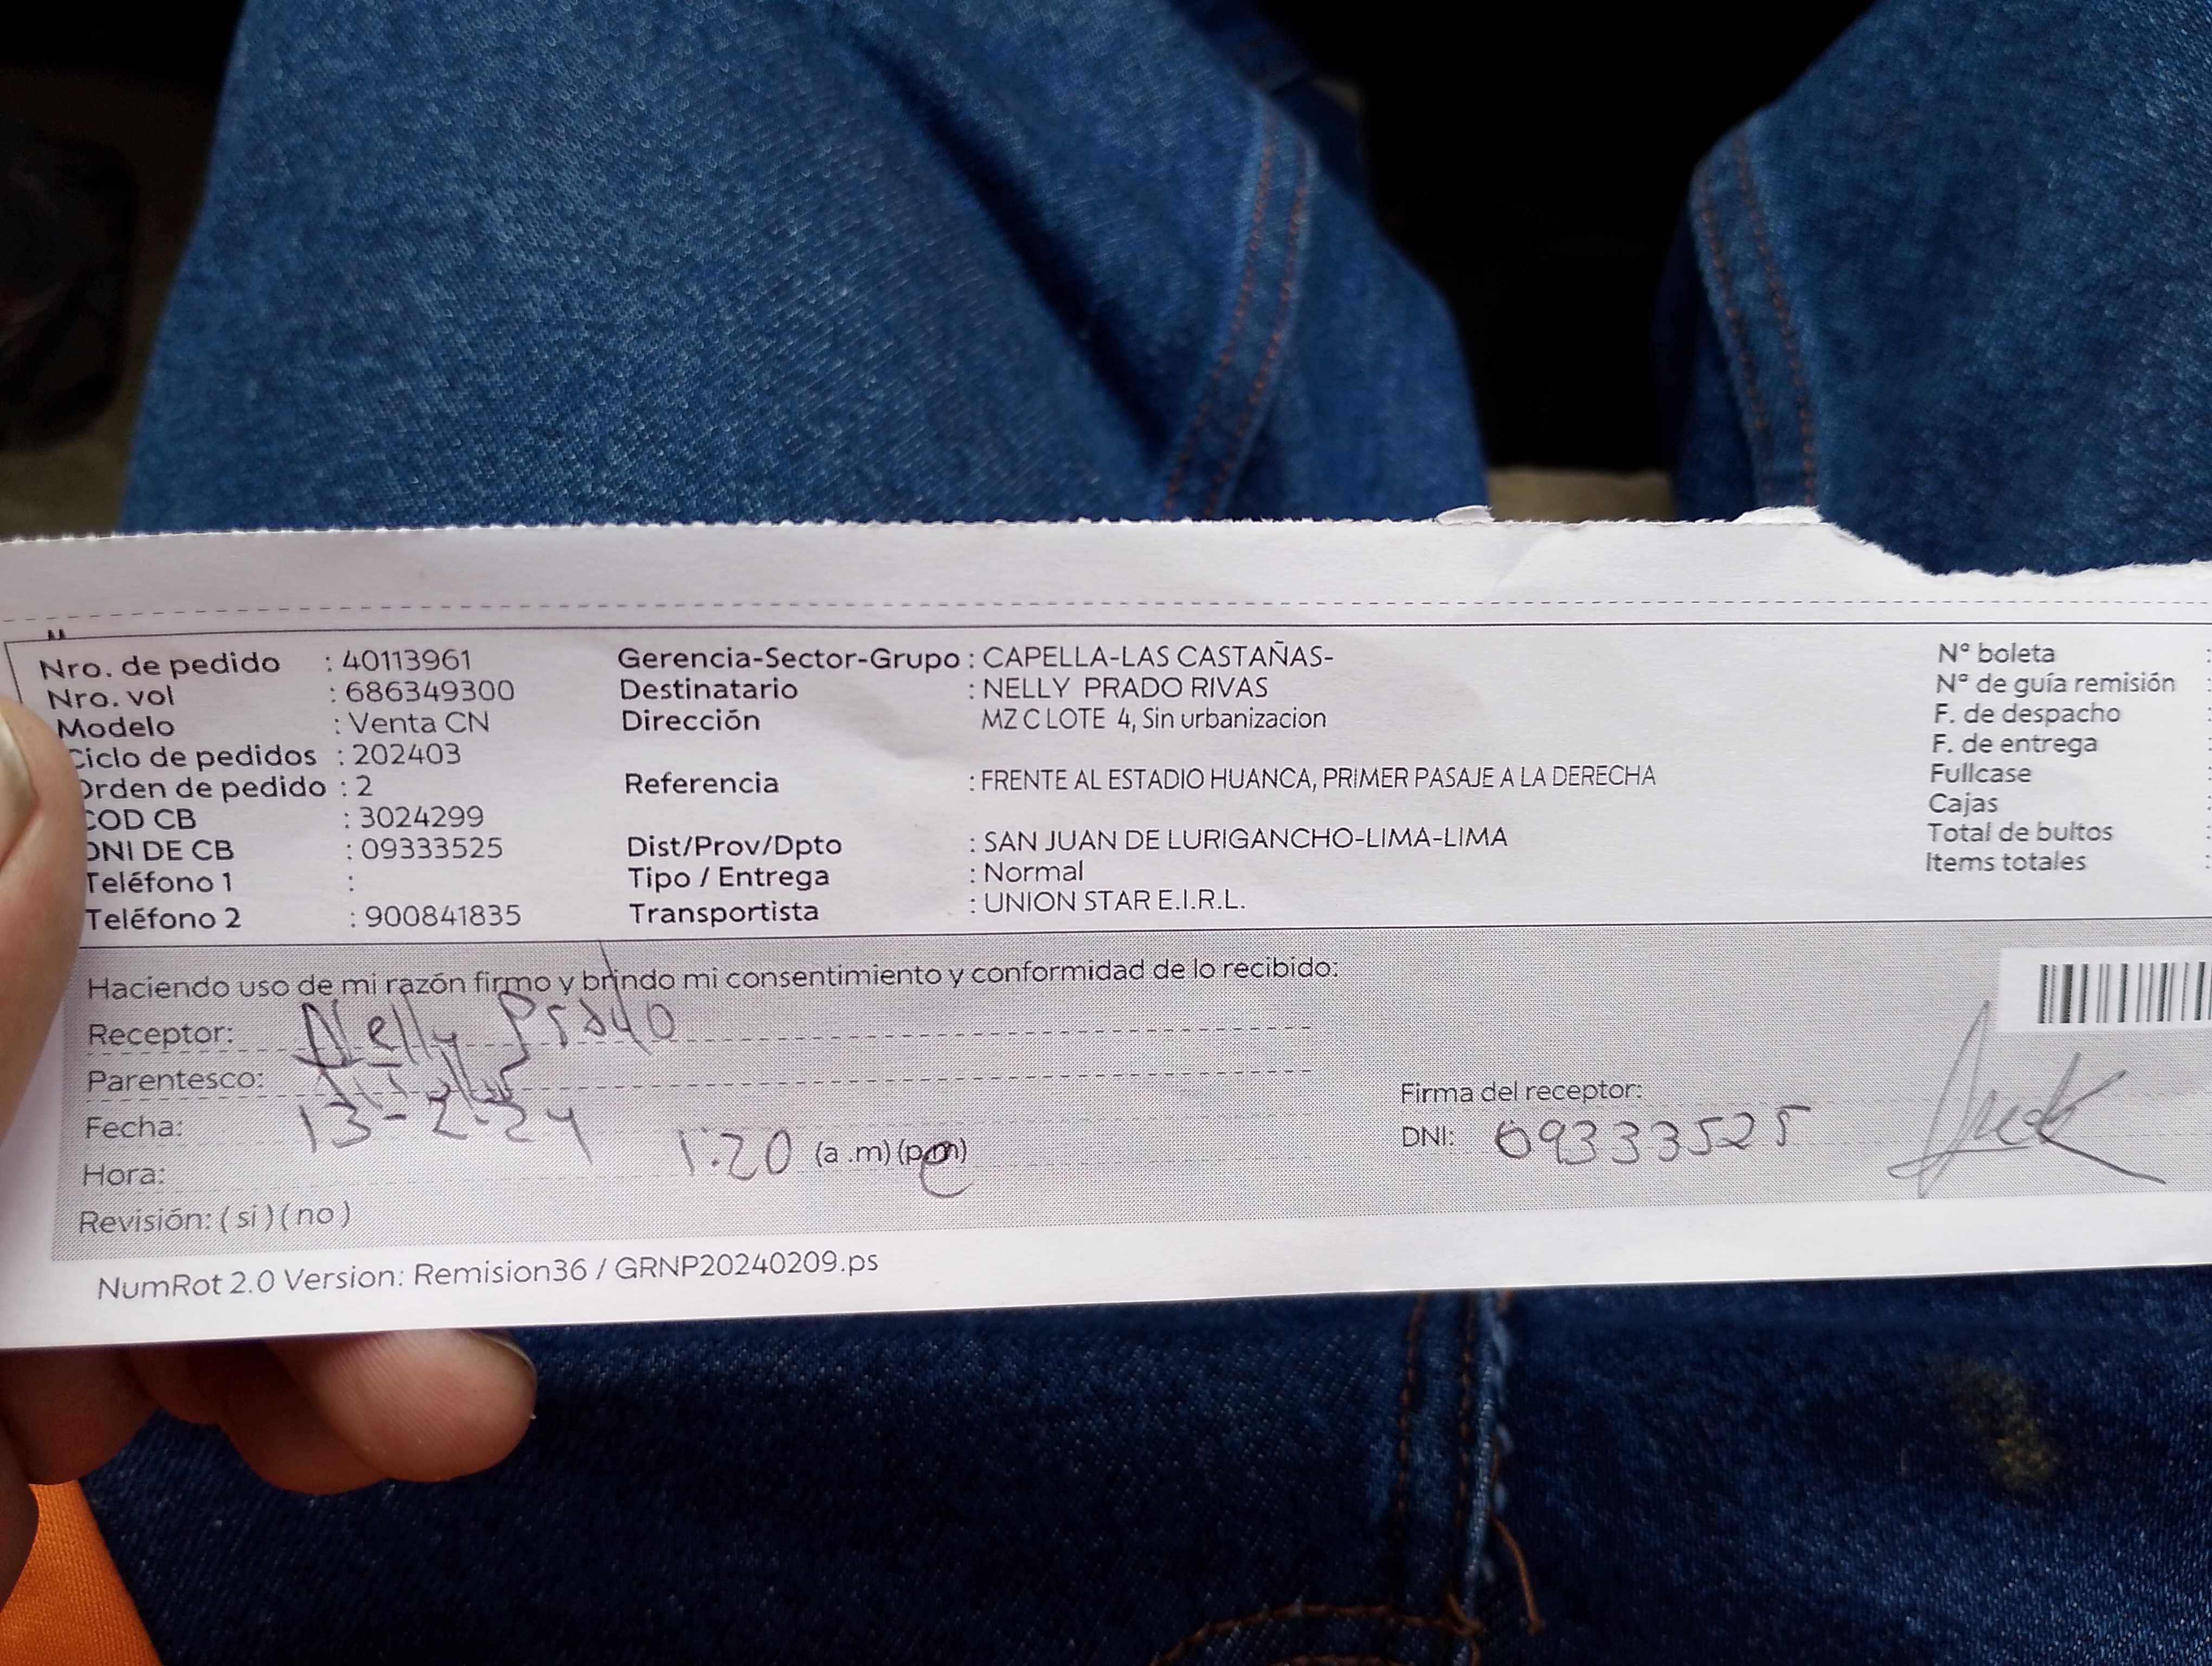 Nro. de pedido : 40113961
Nro. vol : 686349300
Modelo : Venta CN
Ciclo de pedidos : 202403
Orden de pedido : 2
COD CB : 3024299
DNI DE CB : 09333525
Teléfono 1 :
Teléfono 2 : 900841835
Gerencia-Sector-Grupo : CAPELLA-LAS CASTAÑAS-
Destinatario : NELLY PRADO RIVAS
Dirección MZ C LOTE 4, Sin urbanizacion
Referencia : FRENTE AL ESTADIO HUANCA, PRIMER PASAJE A LA DERECHA
Dist/Prov/Dpto : SAN JUAN DE LURIGANCHO-LIMA-LIMA
Tipo / Entrega : Normal
Transportista : UNION STAR E.I.R.L.
N° boleta :
N° de guía remisión :
F. de despacho :
F. de entrega :
Fullcase :
Cajas :
Total de bultos :
Items totales :
Haciendo uso de mi razón firmo y brindo mi consentimiento y conformidad de lo recibido:
Receptor: Nelly Prado
Parentesco:
Fecha: 13-2-24
Hora: 1:20 (a .m) (p.m)
Revisión: ( si ) ( no )
Firma del receptor:
DNI: 09333525
NumRot 2.0 Version: Remision36 / GRNP20240209.ps